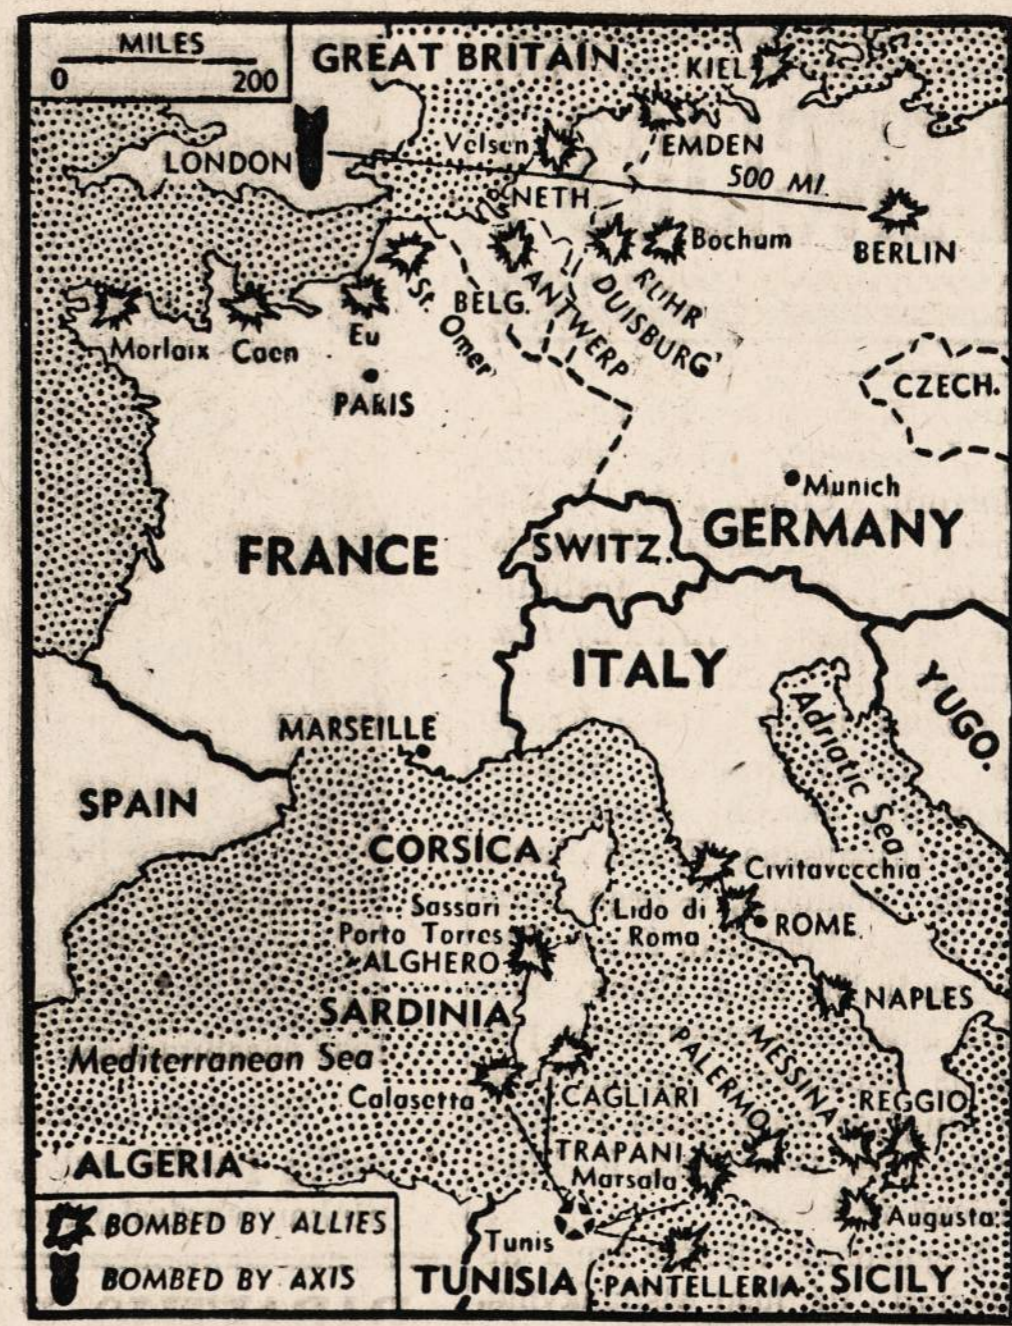 MILES
0 200
GREAT BRITAIN
KIEL
LONDON
Velsen
EMDEN
500 MI.
NETH.
Bochum
BERLIN
St. Omer
BELG.
ANTWERP
DUISBURG
RUHR
Morlaix
Caen
Eu
PARIS
CZECH.
Munich
FRANCE
SWITZ.
GERMANY
ITALY
YUGO.
Adriatic Sea
MARSEILLE
SPAIN
CORSICA
Civitavecchia
Sassari
Porto Torres
ALGHERO
Lido di
Roma
ROME
SARDINIA
NAPLES
Mediterranean Sea
Calasetta
CAGLIARI
PALERMO
MESSINA
REGGIO
ALGERIA
TRAPANI
Marsala
Augusta
Tunis
TUNISIA
PANTELLERIA
SICILY
BOMBED BY ALLIES
BOMBED BY AXIS